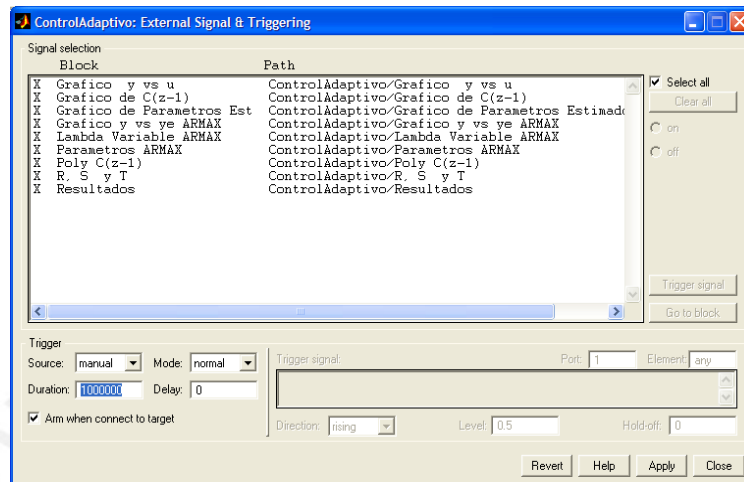 ControlAdaptivo: External Signal & Triggering
Signal selection
Block Path
X Grafico y vs u ControlAdaptivo/Grafico y vs u
X Grafico de C(z-1) ControlAdaptivo/Grafico de C(z-1)
X Grafico de Parametros Est ControlAdaptivo/Grafico de Parametros Estimado
X Grafico y vs ye ARMAX ControlAdaptivo/Grafico y vs ye ARMAX
X Lambda Variable ARMAX ControlAdaptivo/Lambda Variable ARMAX
X Parametros ARMAX ControlAdaptivo/Parametros ARMAX
X Poly C(z-1) ControlAdaptivo/Poly C(z-1)
X R, S y T ControlAdaptivo/R, S y T
X Resultados ControlAdaptivo/Resultados
Select all
Clear all
on
off
Trigger signal
Go to block
Trigger
Source: manual Mode: normal
Duration: 1000000 Delay: 0
Arm when connect to target
Trigger signal: Port: 1 Element: any
Direction: rising Level: 0.5 Hold-off: 0
Revert Help Apply Close